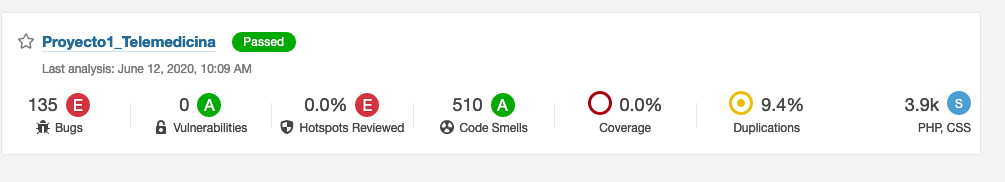 Proyecto1_Telemedicina Passed
Last analysis: June 12, 2020, 10:09 AM
135 E 0 A 0.0% E 510 A 0.0% 9.4% 3.9k S
Bugs Vulnerabilities Hotspots Reviewed Code Smells Coverage Duplications PHP, CSS